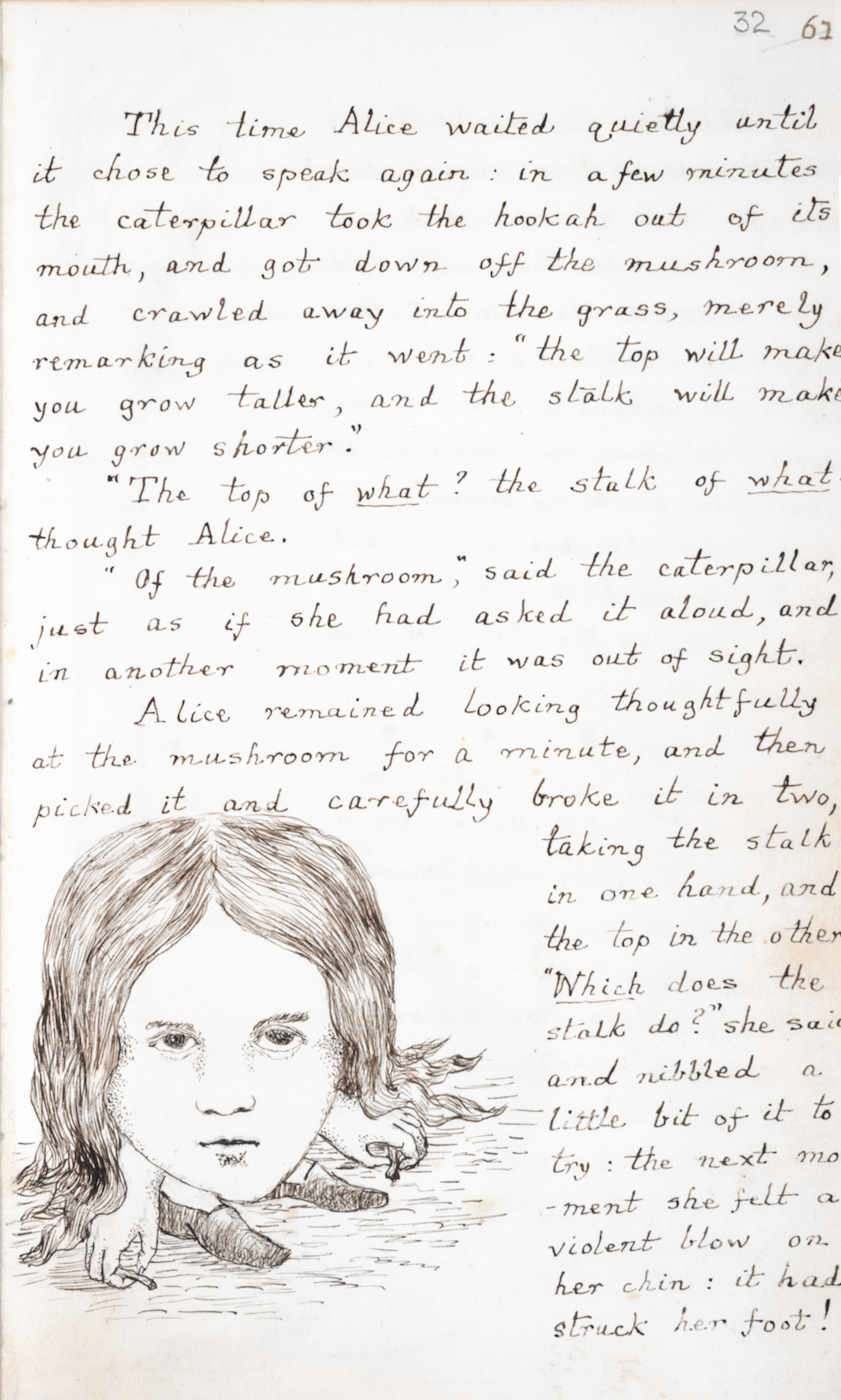 32 61
This time Alice waited quietly until
it chose to speak again : in a few minutes
the caterpillar took the hookah out of its
mouth, and got down off the mushroom,
and crawled away into the grass, merely
remarking as it went : "the top will make
you grow taller, and the stalk will make
you grow shorter."
"The top of what ? the stalk of what
thought Alice.
"Of the mushroom," said the caterpillar,
just as if she had asked it aloud, and
in another moment it was out of sight.
Alice remained looking thoughtfully
at the mushroom for a minute, and then
picked it and carefully broke it in two,
taking the stalk
in one hand, and
the top in the other
"Which does the
stalk do ?" she said
and nibbled a
little bit of it to
try : the next mo
-ment she felt a
violent blow on
her chin : it had
struck her foot !